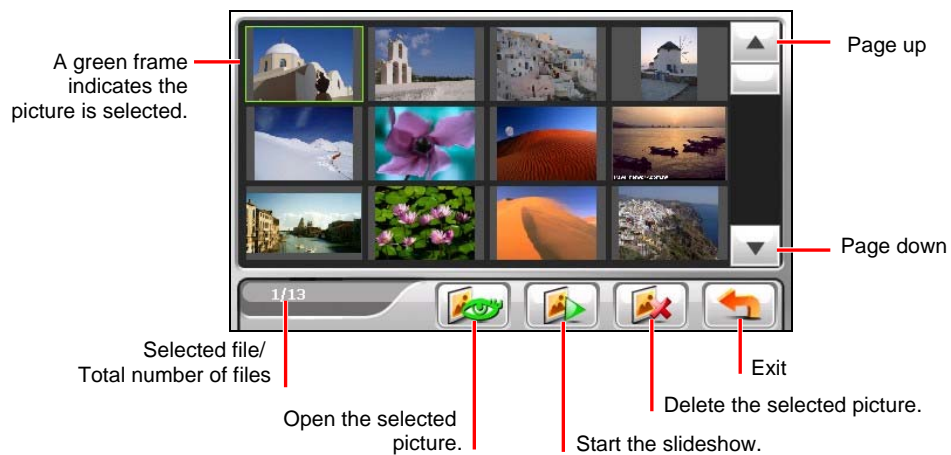 A green frame
indicates the
picture is selected.
Page up
Page down
1/13
Selected file/
Total number of files
Exit
Delete the selected picture.
Open the selected
picture.
Start the slideshow.